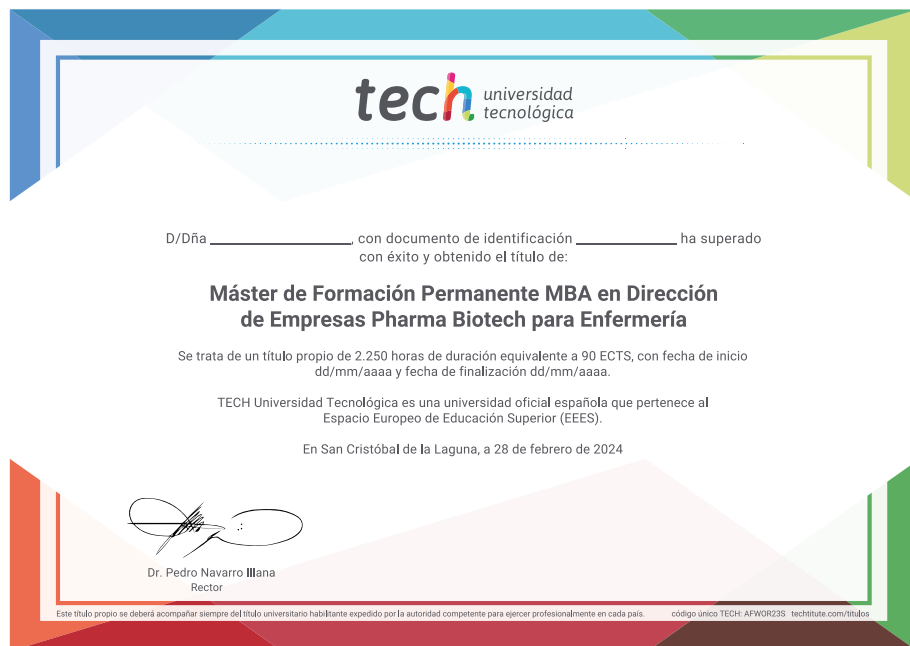 tech universidad
tecnológica
D/Dña , con documento de identificación ha superado
con éxito y obtenido el título de:
Máster de Formación Permanente MBA en Dirección
de Empresas Pharma Biotech para Enfermería
Se trata de un título propio de 2.250 horas de duración equivalente a 90 ECTS, con fecha de inicio
dd/mm/aaaa y fecha de finalización dd/mm/aaaa.
TECH Universidad Tecnológica es una universidad oficial española que pertenece al
Espacio Europeo de Educación Superior (EEES).
En San Cristóbal de la Laguna, a 28 de febrero de 2024
Dr. Pedro Navarro Illana
Rector
Este título propio se deberá acompañar siempre del título universitario habilitante expedido por la autoridad competente para ejercer profesionalmente en cada país. código único TECH: AFWOR23S techtitute.com/titulos